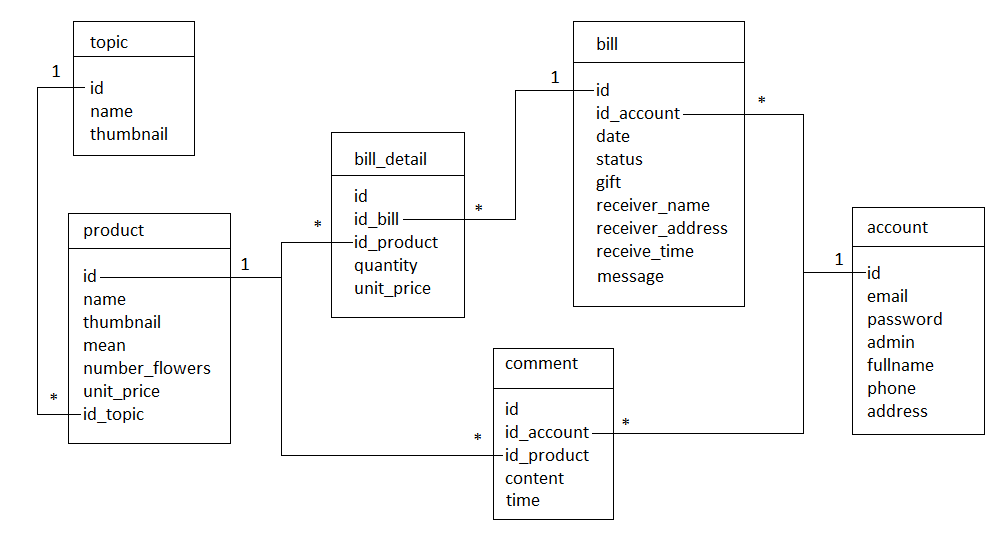 topic
1
id
name
thumbnail
product
1
id
name
thumbnail
mean
number_flowers
unit_price
*
id_topic
bill_detail
id
*
id_bill
*
id_product
quantity
unit_price
bill
1
id
*
id_account
date
status
gift
receiver_name
receiver_address
receive_time
message
comment
id
id_account
*
*
id_product
content
time
account
1
id
email
password
admin
fullname
phone
address